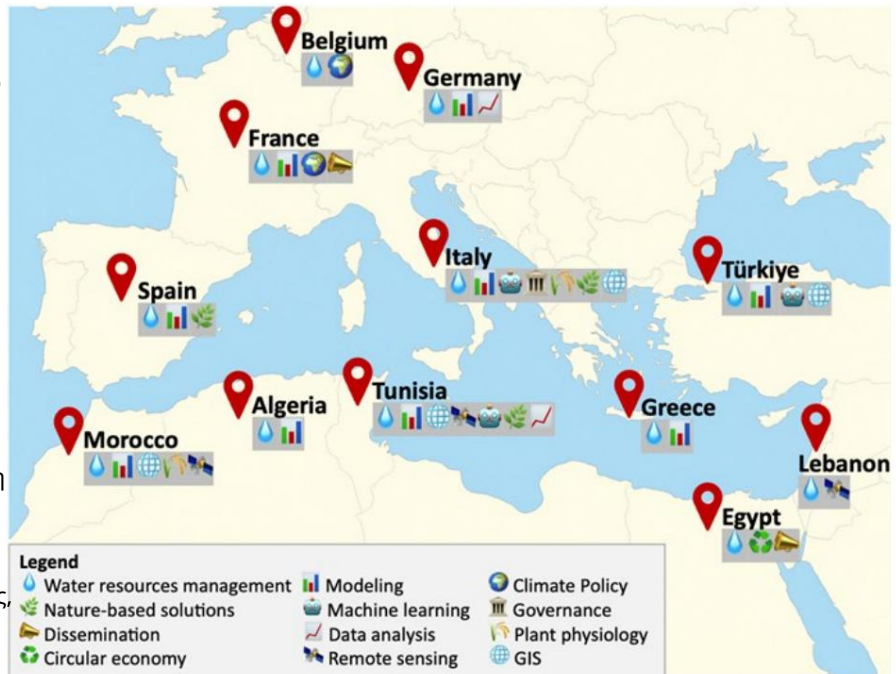 Belgium
Germany
France
Italy
Türkiye
Spain
Tunisia
Algeria
Greece
Morocco
Lebanon
Egypt
η
ς,
Legend
Water resources management
Modeling
Climate Policy
Nature-based solutions
Machine learning
Governance
Dissemination
Data analysis
Plant physiology
Circular economy
Remote sensing
GIS